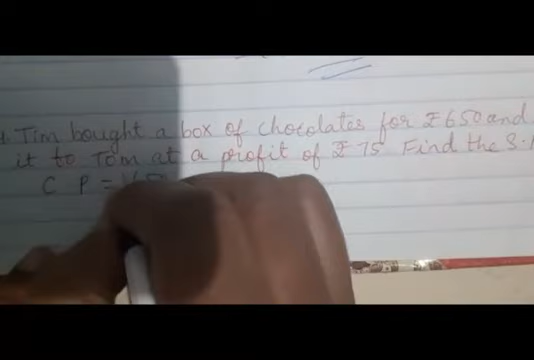 Tim bought a box of chocolates for ₹650 and
it to Tom at a profit of ₹75 Find the S.
C P =